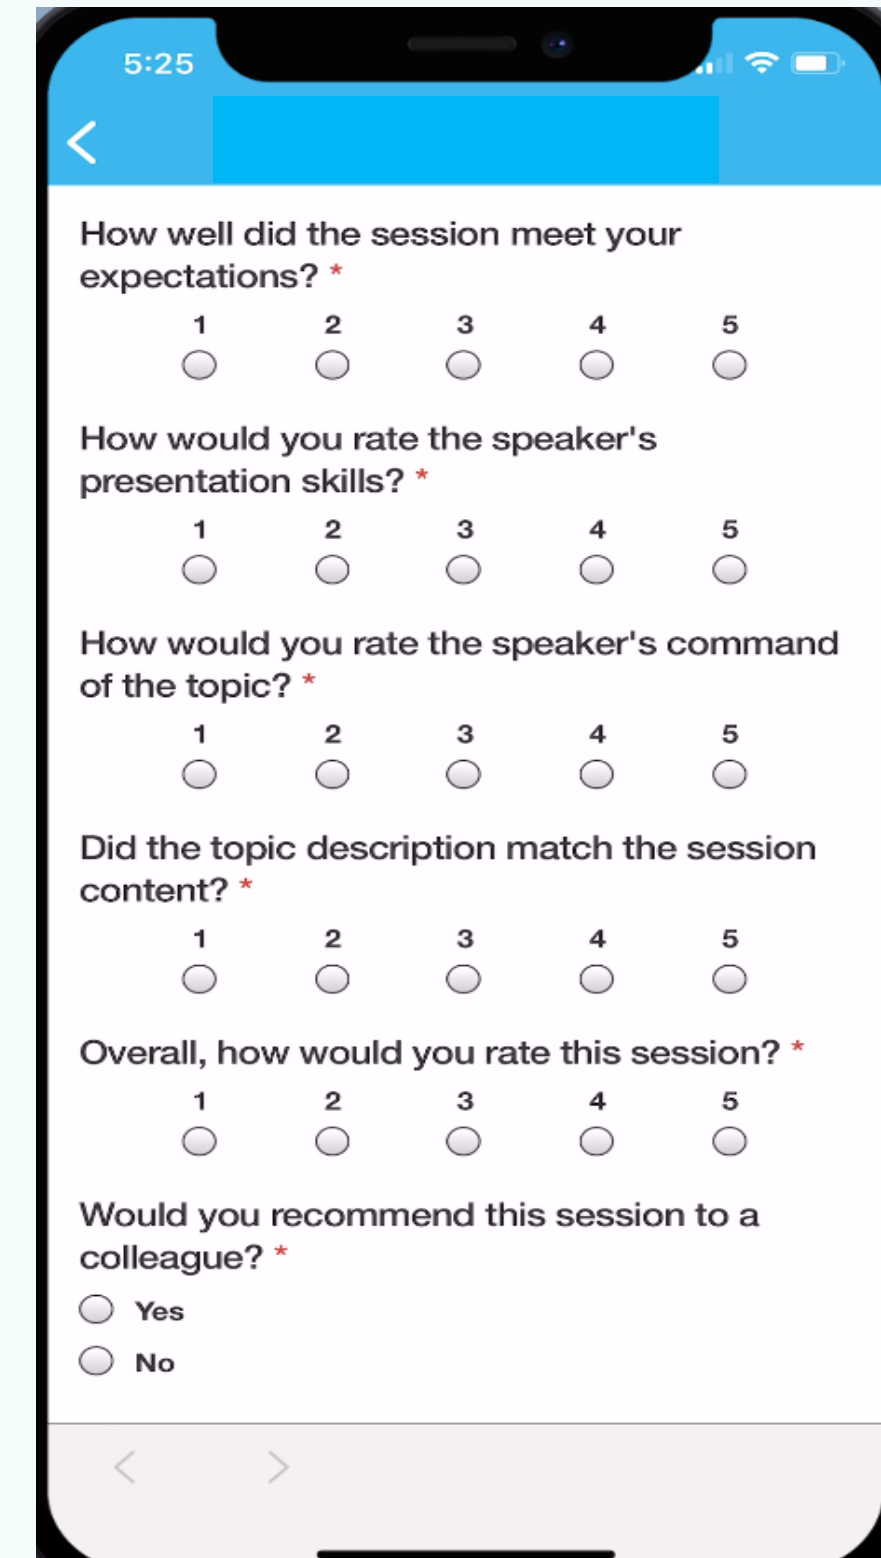 5:25
How well did the session meet your
expectations? *
1 2 3 4 5
How would you rate the speaker's
presentation skills? *
1 2 3 4 5
How would you rate the speaker's command
of the topic? *
1 2 3 4 5
Did the topic description match the session
content? *
1 2 3 4 5
Overall, how would you rate this session? *
1 2 3 4 5
Would you recommend this session to a
colleague? *
Yes
No